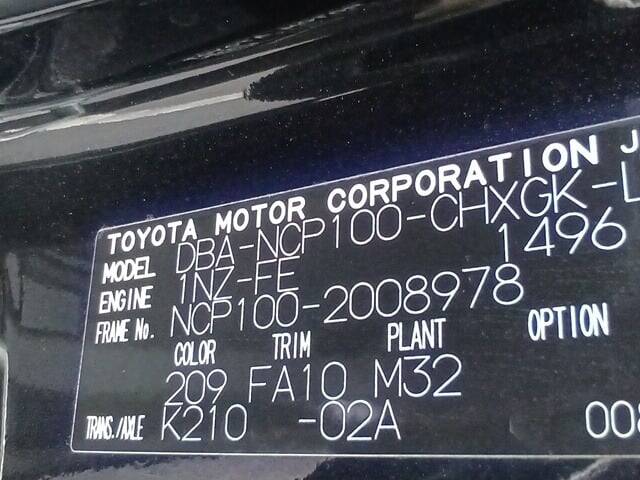 TOYOTA MOTOR CORPORATION J
MODEL DBA-NCP100-CHXGK-L
ENGINE 1NZ-FE 1496
FRAME No. NCP100-2008978
COLOR TRIM PLANT OPTION
209 FA10 M32
TRANS./AXLE K210 -02A 008